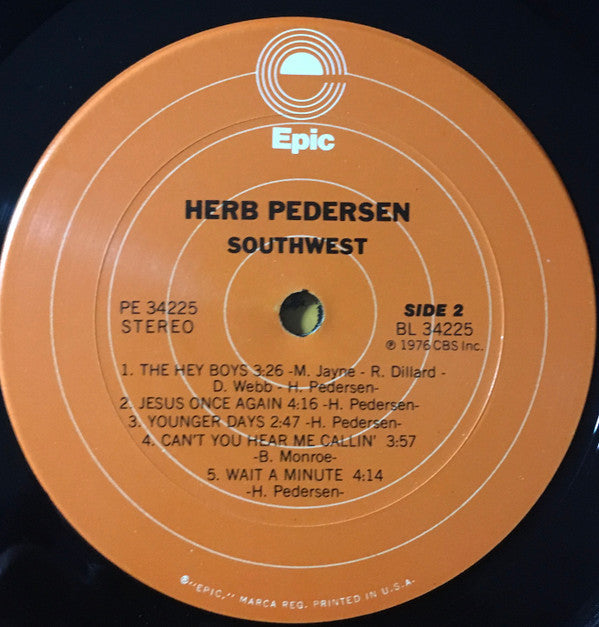 Epic
HERB PEDERSEN
SOUTHWEST
PE 34225
STEREO
SIDE 2
BL 34225
℗ 1976 CBS Inc.
1. THE HEY BOYS 3:26 -M. Jayne - R. Dillard -
D. Webb - H. Pedersen-
2. JESUS ONCE AGAIN 4:16 -H. Pedersen-
3. YOUNGER DAYS 2:47 -H. Pedersen-
4. CAN'T YOU HEAR ME CALLIN' 3:57
-B. Monroe-
5. WAIT A MINUTE 4:14
-H. Pedersen-
®"EPIC," MARCA REG. PRINTED IN U.S.A.